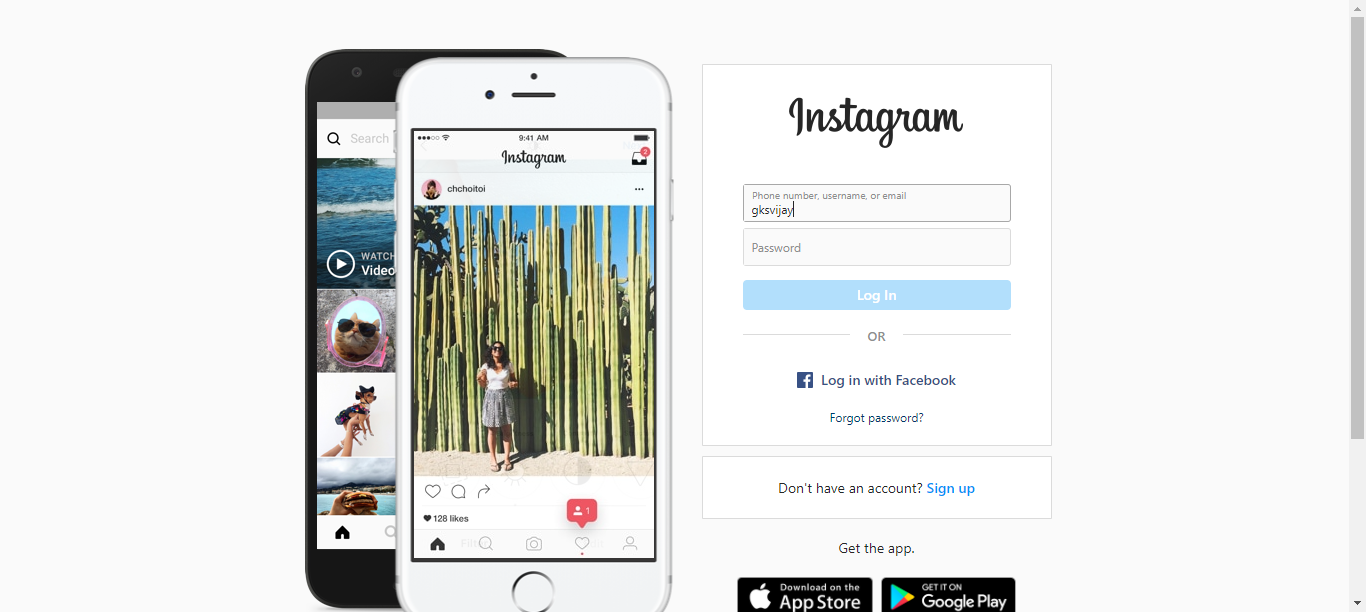 Search
WATCH
Video
9:41 AM
Instagram
2
chchoitoi
128 likes
1
Instagram
Phone number, username, or email
gksvijay
Password
Log In
OR
Log in with Facebook
Forgot password?
Don't have an account? Sign up
Get the app.
Download on the
App Store
GET IT ON
Google Play